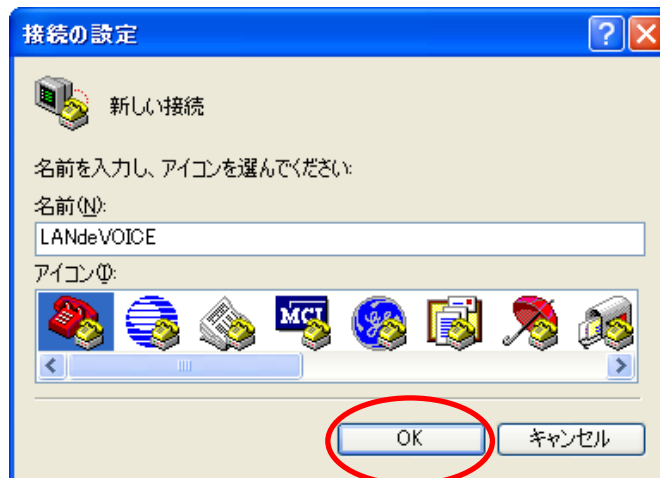 接続の設定
新しい接続
名前を入力し、アイコンを選んでください:
名前(N):
LANdeVOICE
アイコン(I):
MCI
OK
キャンセル